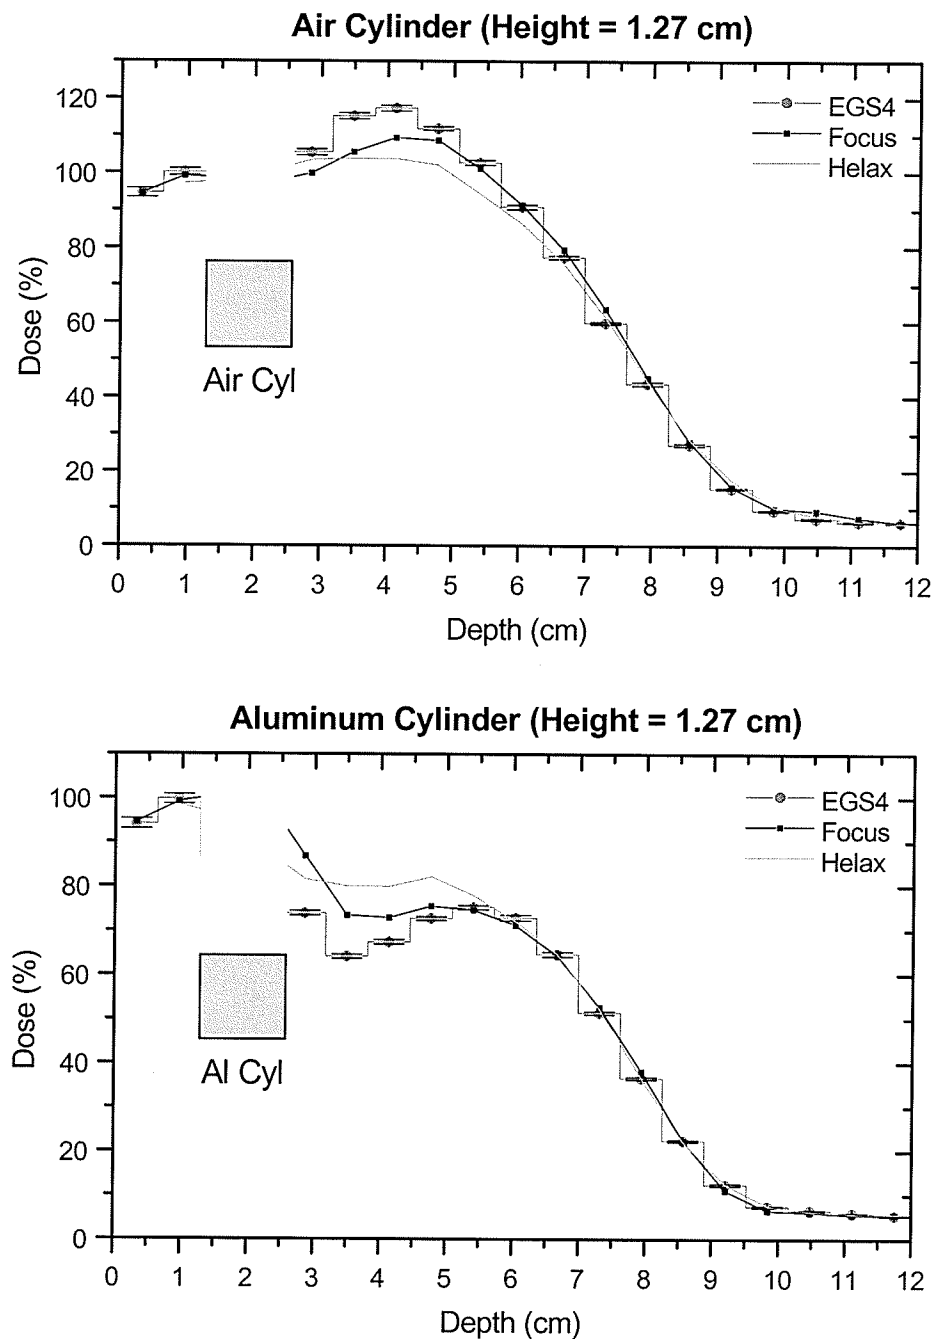 Air Cylinder (Height = 1.27 cm)
120
100
80
60
40
20
0
Dose (%)
EGS4
Focus
Helax
Air Cyl
0 1 2 3 4 5 6 7 8 9 10 11 12
Depth (cm)
Aluminum Cylinder (Height = 1.27 cm)
100
80
60
40
20
0
Dose (%)
EGS4
Focus
Helax
Al Cyl
0 1 2 3 4 5 6 7 8 9 10 11 12
Depth (cm)